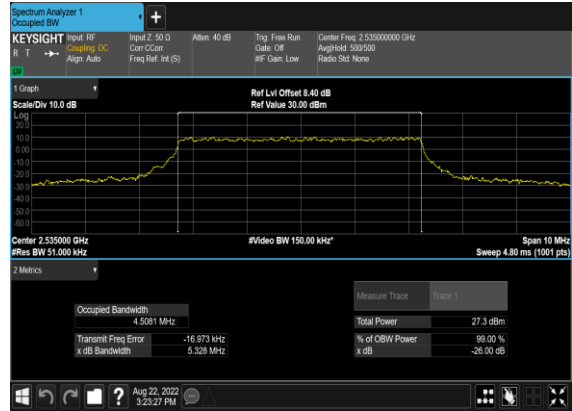 Spectrum Analyzer 1
Occupied BW
KEYSIGHT Input: RF Input Z: 50 Ω Atten: 40 dB Trig: Free Run Center Freq: 2.535000000 GHz
R T Coupling: DC Corr CCorr Gate: Off Avg|Hold: 500/500
Align: Auto Freq Ref: Int (S) #IF Gain: Low Radio Std: None
1 Graph
Ref Lvl Offset 8.40 dB
Scale/Div 10.0 dB Ref Value 30.00 dBm
Log
20.0
10.0
0.00
-10.0
-20.0
-30.0
-40.0
-50.0
-60.0
Center 2.535000 GHz #Video BW 150.00 kHz* Span 10 MHz
#Res BW 51.000 kHz Sweep 4.80 ms (1001 pts)
2 Metrics
Measure Trace Trace 1
Occupied Bandwidth
4.5081 MHz
Total Power 27.3 dBm
Transmit Freq Error -16.973 kHz % of OBW Power 99.00 %
x dB Bandwidth 5.328 MHz x dB -26.00 dB
?
Aug 22, 2022
3:23:27 PM